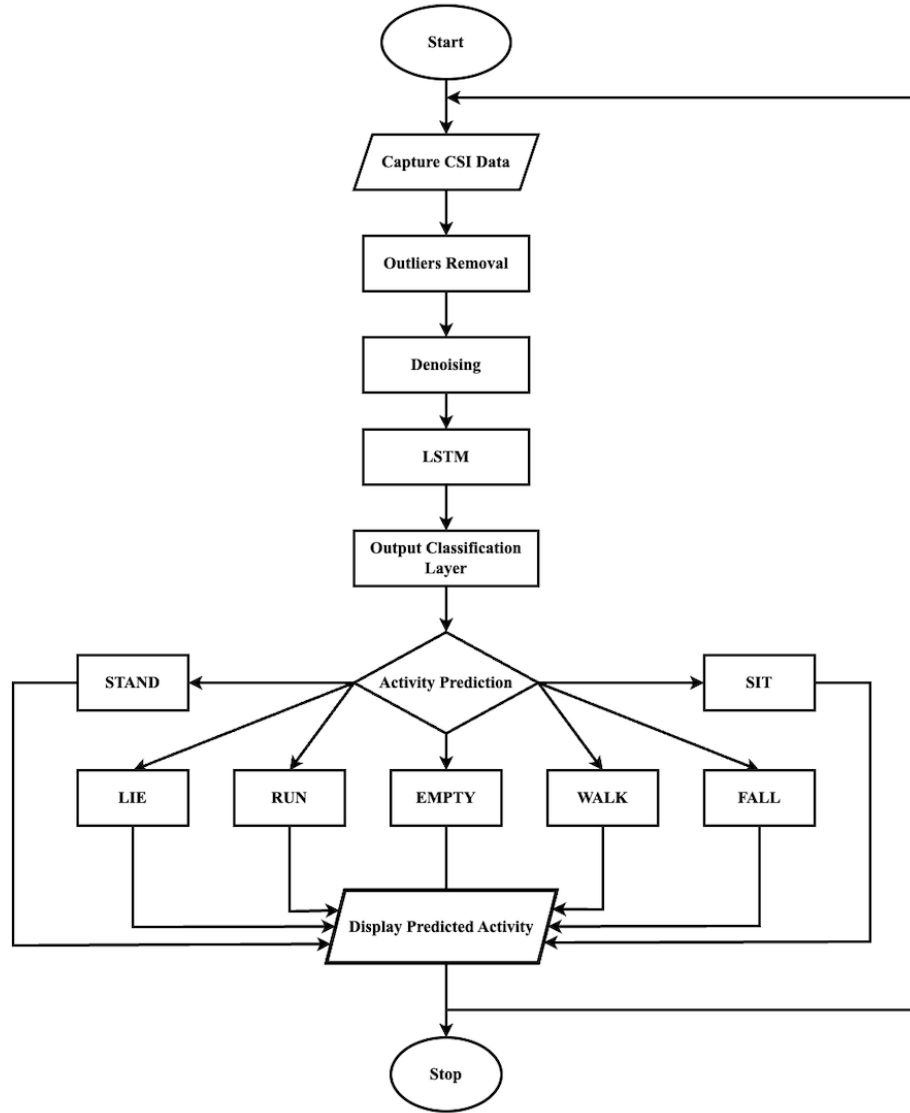 Start
Capture CSI Data
Outliers Removal
Denoising
LSTM
Output Classification
Layer
Activity Prediction
STAND
SIT
LIE
RUN
EMPTY
WALK
FALL
Display Predicted Activity
Stop